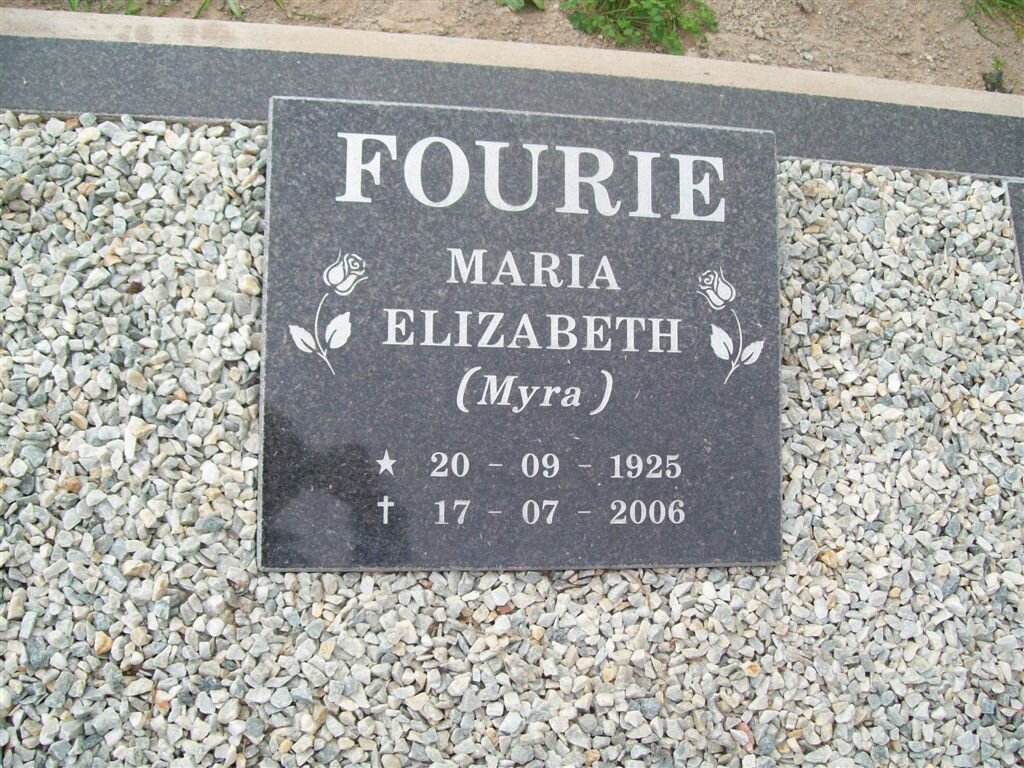 FOURIE
MARIA
ELIZABETH
(Myra)
★ 20 - 09 - 1925
✝ 17 - 07 - 2006